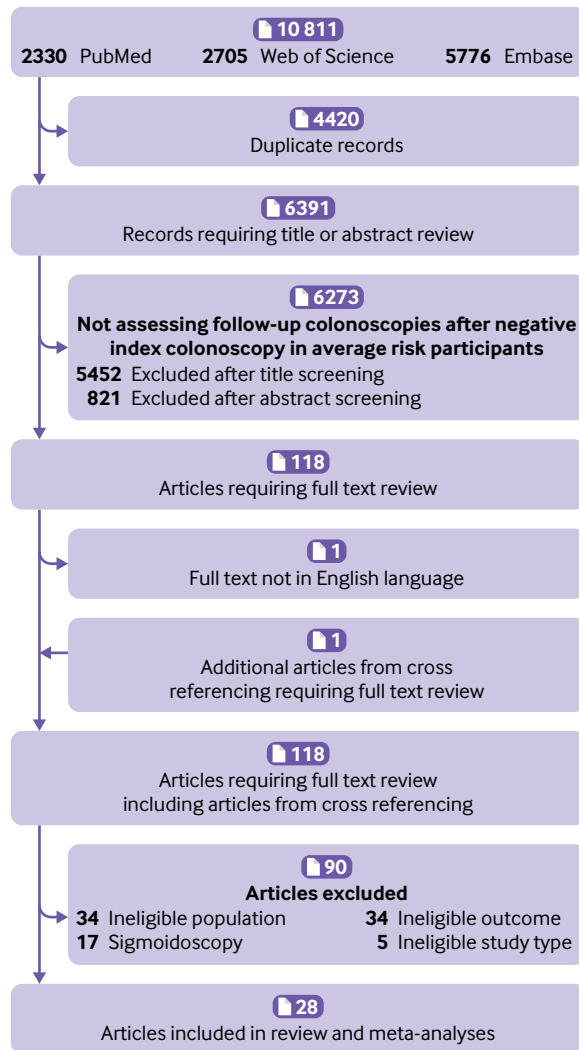 10 811
2330 PubMed 2705 Web of Science 5776 Embase
4420
Duplicate records
6391
Records requiring title or abstract review
6273
Not assessing follow-up colonoscopies after negative
index colonoscopy in average risk participants
5452 Excluded after title screening
821 Excluded after abstract screening
118
Articles requiring full text review
1
Full text not in English language
1
Additional articles from cross
referencing requiring full text review
118
Articles requiring full text review
including articles from cross referencing
90
Articles excluded
34 Ineligible population 34 Ineligible outcome
17 Sigmoidoscopy 5 Ineligible study type
28
Articles included in review and meta-analyses